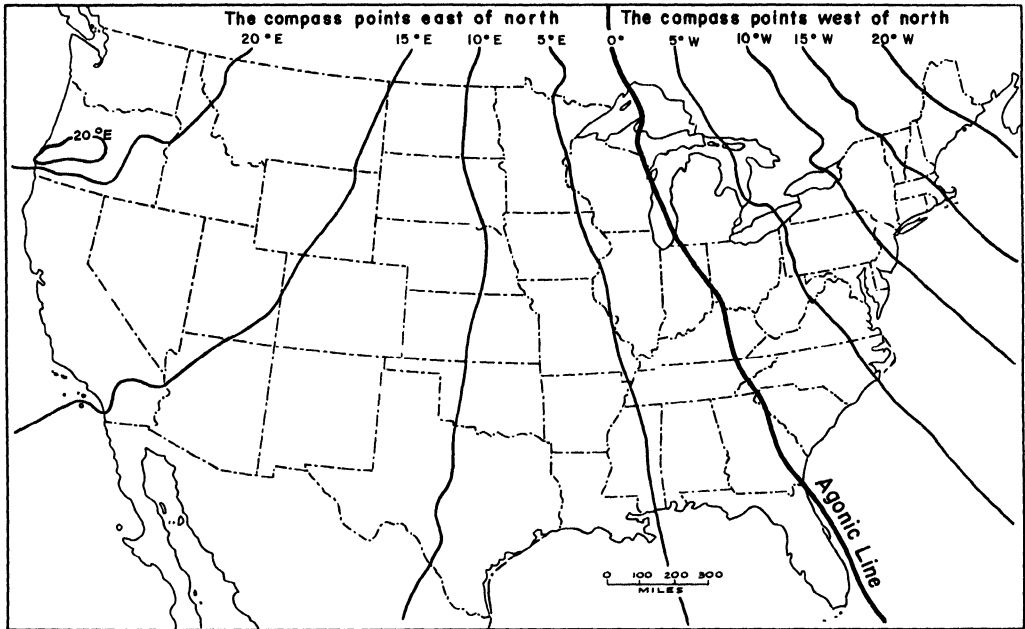 The compass points east of north
The compass points west of north
20°E
15°E
10°E
5°E
0°
5°W
10°W
15°W
20°W
20°E
Agonic Line
0 100 200 300
MILES